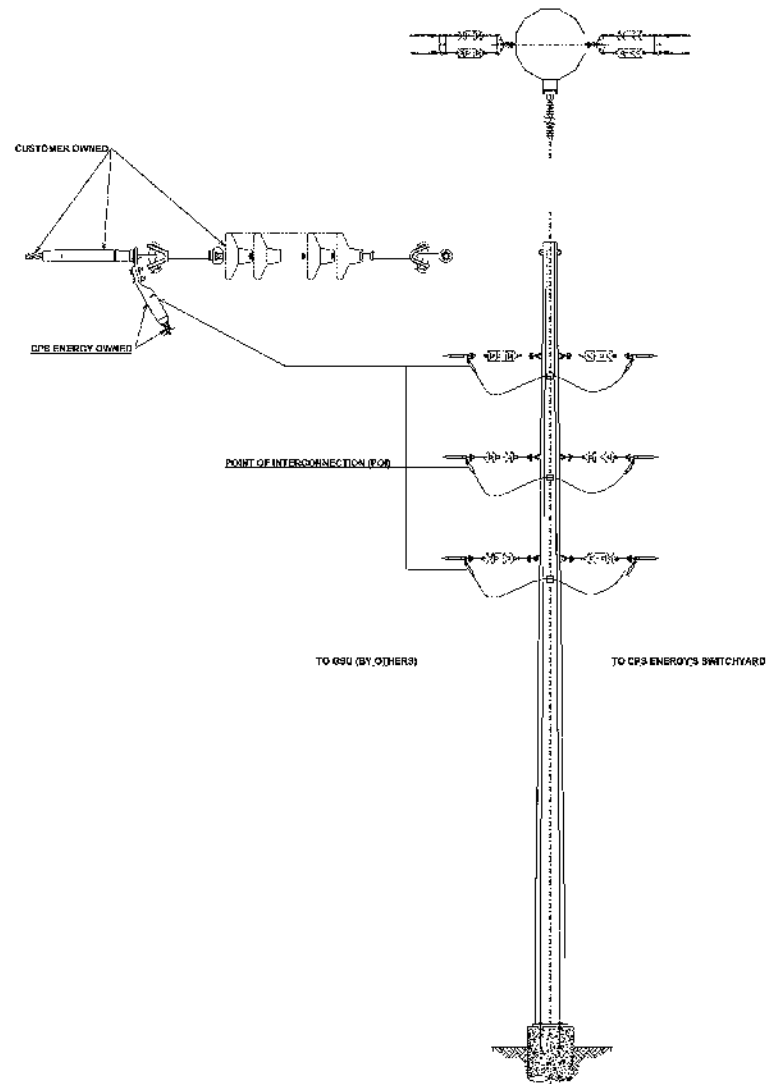 CUSTOMER OWNED
CPS ENERGY OWNED
POINT OF INTERCONNECTION (POI)
TO GSU (BY OTHERS)
TO CPS ENERGY'S SWITCHYARD